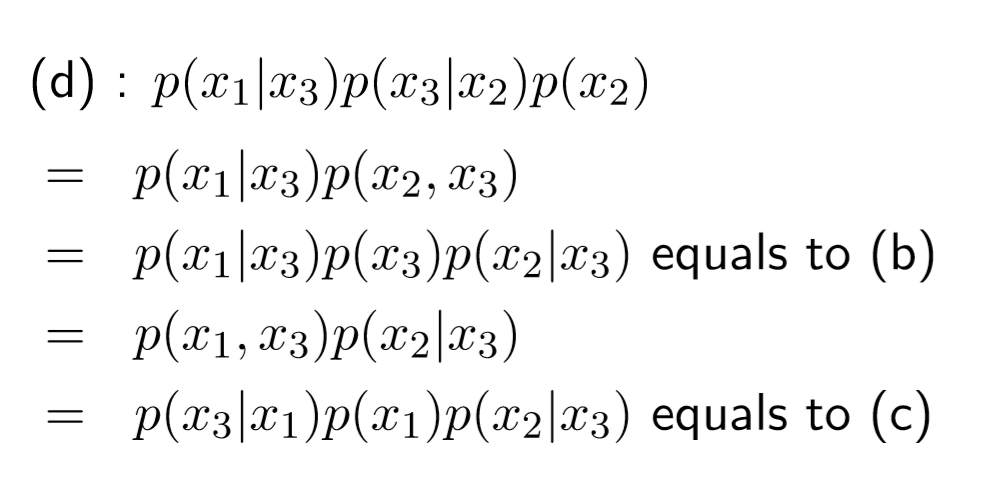 (d) : p(x₁|x₃)p(x₃|x₂)p(x₂)
= p(x₁|x₃)p(x₂, x₃)
= p(x₁|x₃)p(x₃)p(x₂|x₃) equals to (b)
= p(x₁, x₃)p(x₂|x₃)
= p(x₃|x₁)p(x₁)p(x₂|x₃) equals to (c)